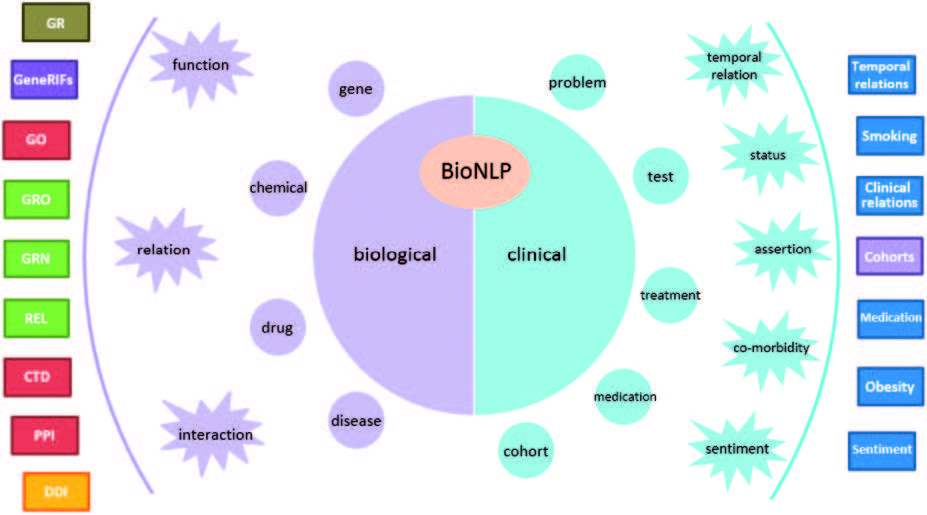 GR
GeneRIFs
GO
GRO
GRN
REL
CTD
PPI
DDI
function
relation
interaction
gene
chemical
drug
disease
BioNLP
biological
clinical
problem
test
treatment
medication
cohort
temporal
relation
status
assertion
co-morbidity
sentiment
Temporal
relations
Smoking
Clinical
relations
Cohorts
Medication
Obesity
Sentiment